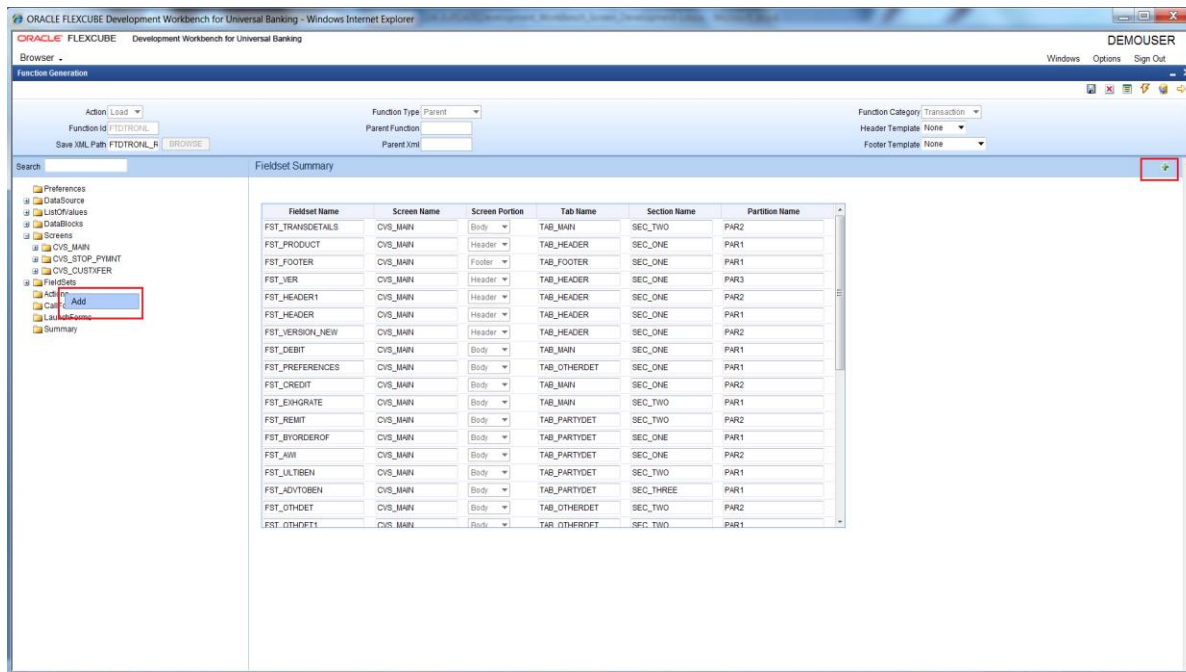 ORACLE FLEXCUBE Development Workbench for Universal Banking - Windows Internet Explorer
ORACLE FLEXCUBE Development Workbench for Universal Banking DEMOUSER
Browser Windows Options Sign Out
Function Generation
Action Load Function Type Parent Function Category Transaction
Function Id FTDTRONL Parent Function Header Template None
Save XML Path FTDTRONL_R BROWSE Parent Xml Footer Template None
Search Fieldset Summary
Preferences
DataSource
ListOfValues
DataBlocks
Screens
CVS_MAIN
CVS_STOP_PYMNT
CVS_CUSTXFER
FieldSets
Add
LaunchForms
Summary
Fieldset Name Screen Name Screen Portion Tab Name Section Name Partition Name
FST_TRANSDETAILS CVS_MAIN Body TAB_MAIN SEC_TWO PAR2
FST_PRODUCT CVS_MAIN Header TAB_HEADER SEC_ONE PAR1
FST_FOOTER CVS_MAIN Footer TAB_FOOTER SEC_ONE PAR1
FST_VER CVS_MAIN Header TAB_HEADER SEC_ONE PAR3
FST_HEADER1 CVS_MAIN Header TAB_HEADER SEC_ONE PAR2
FST_HEADER CVS_MAIN Header TAB_HEADER SEC_ONE PAR1
FST_VERSION_NEW CVS_MAIN Header TAB_HEADER SEC_ONE PAR2
FST_DEBIT CVS_MAIN Body TAB_MAIN SEC_ONE PAR1
FST_PREFERENCES CVS_MAIN Body TAB_OTHERDET SEC_ONE PAR1
FST_CREDIT CVS_MAIN Body TAB_MAIN SEC_ONE PAR2
FST_EXHGRATE CVS_MAIN Body TAB_MAIN SEC_TWO PAR1
FST_REMIT CVS_MAIN Body TAB_PARTYDET SEC_TWO PAR2
FST_BYORDEROF CVS_MAIN Body TAB_PARTYDET SEC_ONE PAR1
FST_AWI CVS_MAIN Body TAB_PARTYDET SEC_ONE PAR2
FST_ULTIBEN CVS_MAIN Body TAB_PARTYDET SEC_TWO PAR1
FST_ADVTOBEN CVS_MAIN Body TAB_PARTYDET SEC_THREE PAR1
FST_OTHDET CVS_MAIN Body TAB_OTHERDET SEC_TWO PAR2
FST_OTHDET1 CVS_MAIN Body TAB_OTHERDET SEC_TWO PAR1